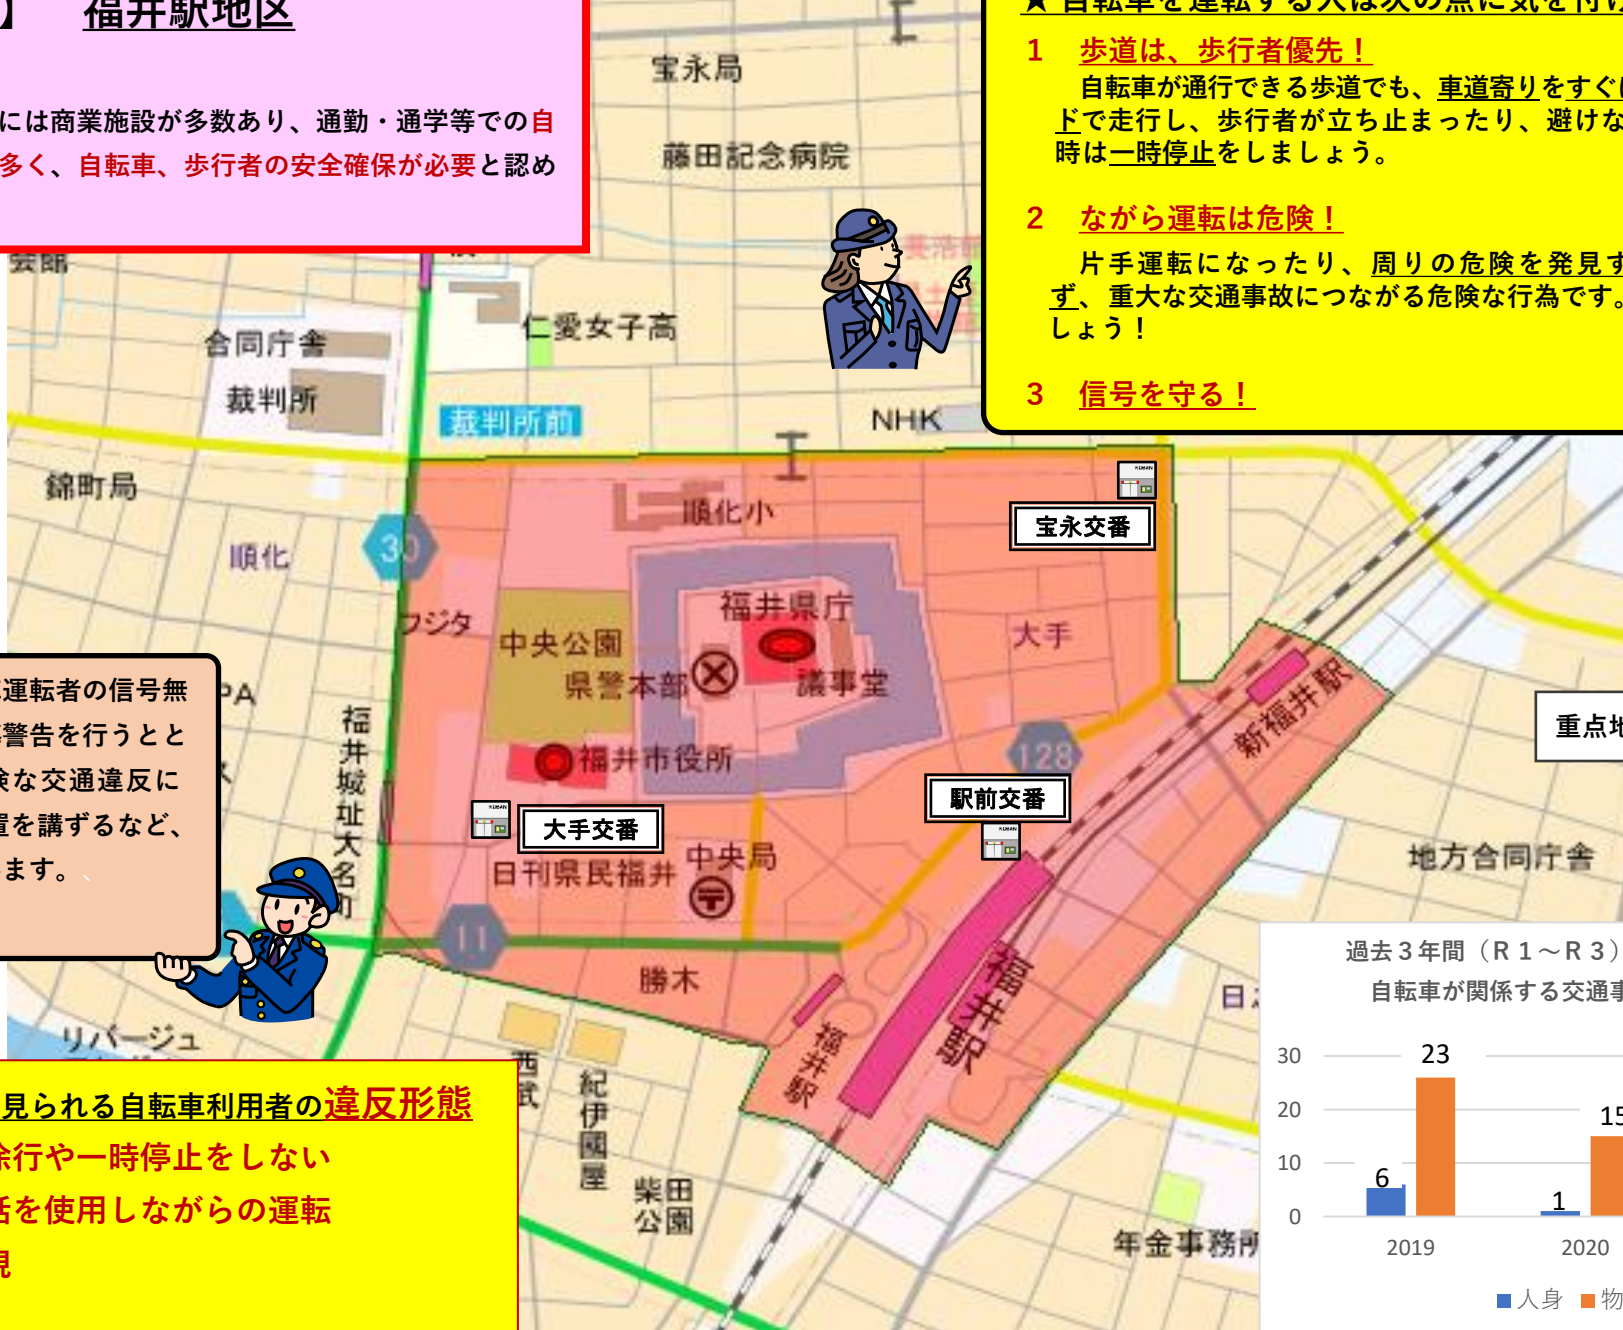 】 福井駅地区
には商業施設が多数あり、通勤・通学等での自
多く、自転車、歩行者の安全確保が必要と認め
★ 自転車を運転する人は次の点に気を付け
1 歩道は、歩行者優先！
自転車が通行できる歩道でも、車道寄りをすぐに
ドで走行し、歩行者が立ち止まったり、避けな
時は一時停止をしましょう。
2 ながら運転は危険！
片手運転になったり、周りの危険を発見す
ず、重大な交通事故につながる危険な行為です。
しょう！
3 信号を守る！
宝永局
藤田記念病院
会館
仁愛女子高
合同庁舎
裁判所
裁判所前
NHK
錦町局
順化小
宝永交番
順化
30
フジタ
中央公園
福井県庁
大手
県警本部
議事堂
新福井駅
福井市役所
128
駅前交番
大手交番
日刊県民福井
中央局
福井城址大名町
PA
運転者の信号無
警告を行うとと
険な交通違反に
置を講ずるなど、
ます。
重点地
地方合同庁舎
11
勝木
福井駅
福井駅
リバージュ
西武
紀伊國屋
柴田
公園
年金事務所
見られる自転車利用者の違反形態
徐行や一時停止をしない
話を使用しながらの運転
視
過去３年間（Ｒ１～Ｒ３）
自転車が関係する交通事
30
20
10
0
6
23
1
15
2019
2020
人身
物